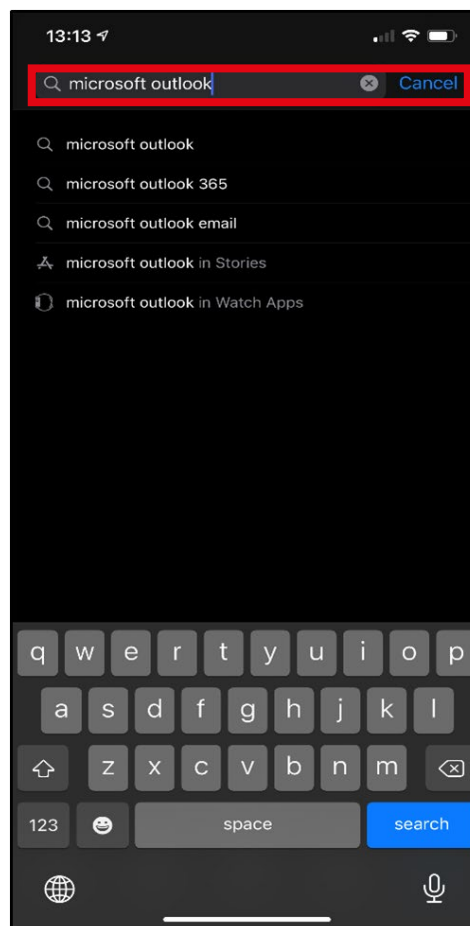 13:13
microsoft outlook Cancel
microsoft outlook
microsoft outlook 365
microsoft outlook email
microsoft outlook in Stories
microsoft outlook in Watch Apps
q w e r t y u i o p
a s d f g h j k l
z x c v b n m
123 space search